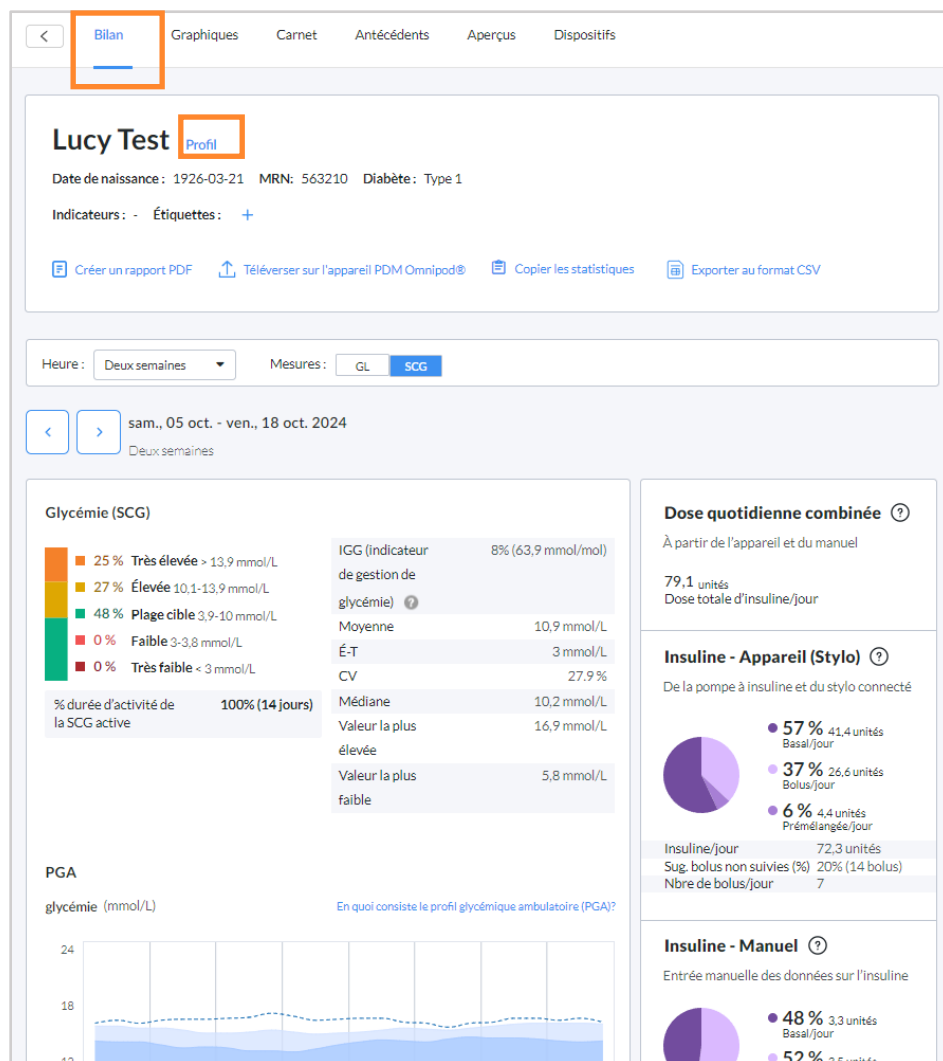 Bilan Graphiques Carnet Antécédents Aperçus Dispositifs
Lucy Test Profil
Date de naissance : 1926-03-21 MRN: 563210 Diabète : Type 1
Indicateurs : - Étiquettes : +
Créer un rapport PDF Téléverser sur l'appareil PDM Omnipod® Copier les statistiques Exporter au format CSV
Heure : Deux semaines Mesures : GL SCG
sam., 05 oct. - ven., 18 oct. 2024
Deux semaines
Glycémie (SCG)
25 % Très élevée > 13,9 mmol/L
27 % Élevée 10,1-13,9 mmol/L
48 % Plage cible 3,9-10 mmol/L
0 % Faible 3-3,8 mmol/L
0 % Très faible < 3 mmol/L
% durée d'activité de 100% (14 jours)
la SCG active
IGG (indicateur 8% (63,9 mmol/mol)
de gestion de
glycémie) ?
Moyenne 10,9 mmol/L
É-T 3 mmol/L
CV 27.9 %
Médiane 10,2 mmol/L
Valeur la plus 16,9 mmol/L
élevée
Valeur la plus 5,8 mmol/L
faible
PGA
glycémie (mmol/L) En quoi consiste le profil glycémique ambulatoire (PGA)?
24
18
Dose quotidienne combinée ?
À partir de l'appareil et du manuel
79,1 unités
Dose totale d'insuline/jour
Insuline - Appareil (Stylo) ?
De la pompe à insuline et du stylo connecté
57 % 41,4 unités
Basal/jour
37 % 26,6 unités
Bolus/jour
6 % 4,4 unités
Prémélangée/jour
Insuline/jour 72,3 unités
Sug. bolus non suivies (%) 20% (14 bolus)
Nbre de bolus/jour 7
Insuline - Manuel ?
Entrée manuelle des données sur l'insuline
48 % 3,3 unités
Basal/jour
52 % 3,5 unités